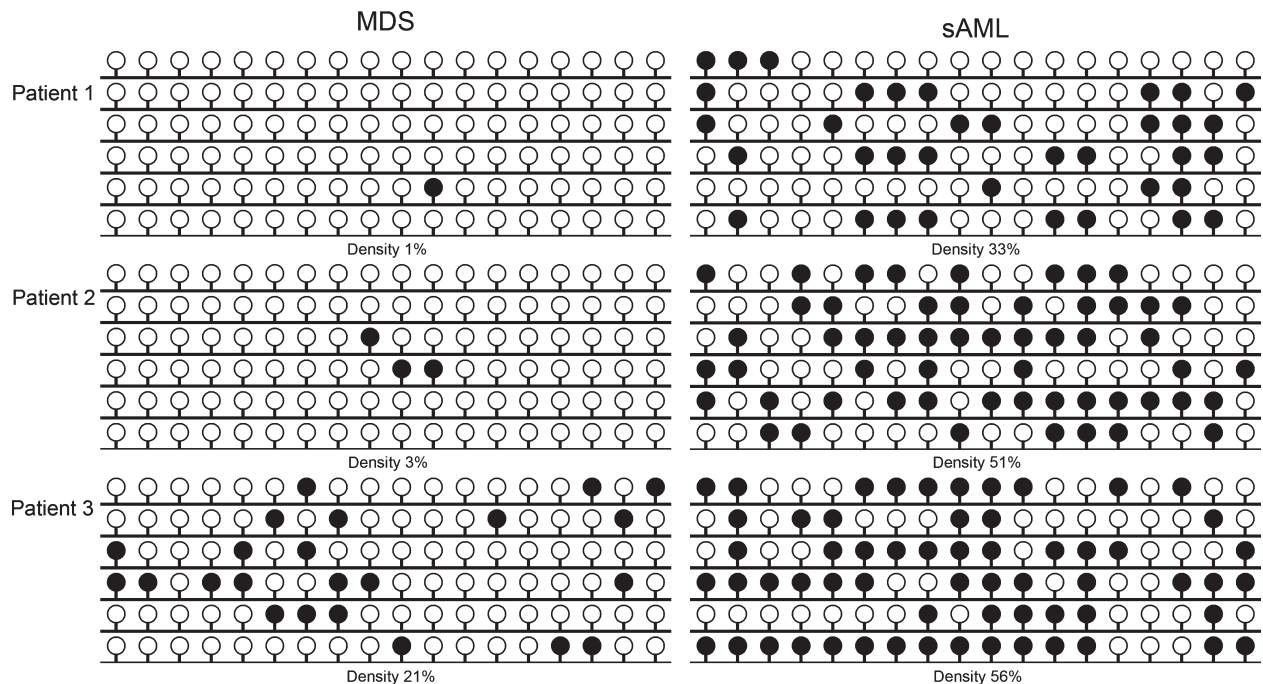 MDS
sAML
Patient 1
Density 1%
Density 33%
Patient 2
Density 3%
Density 51%
Patient 3
Density 21%
Density 56%